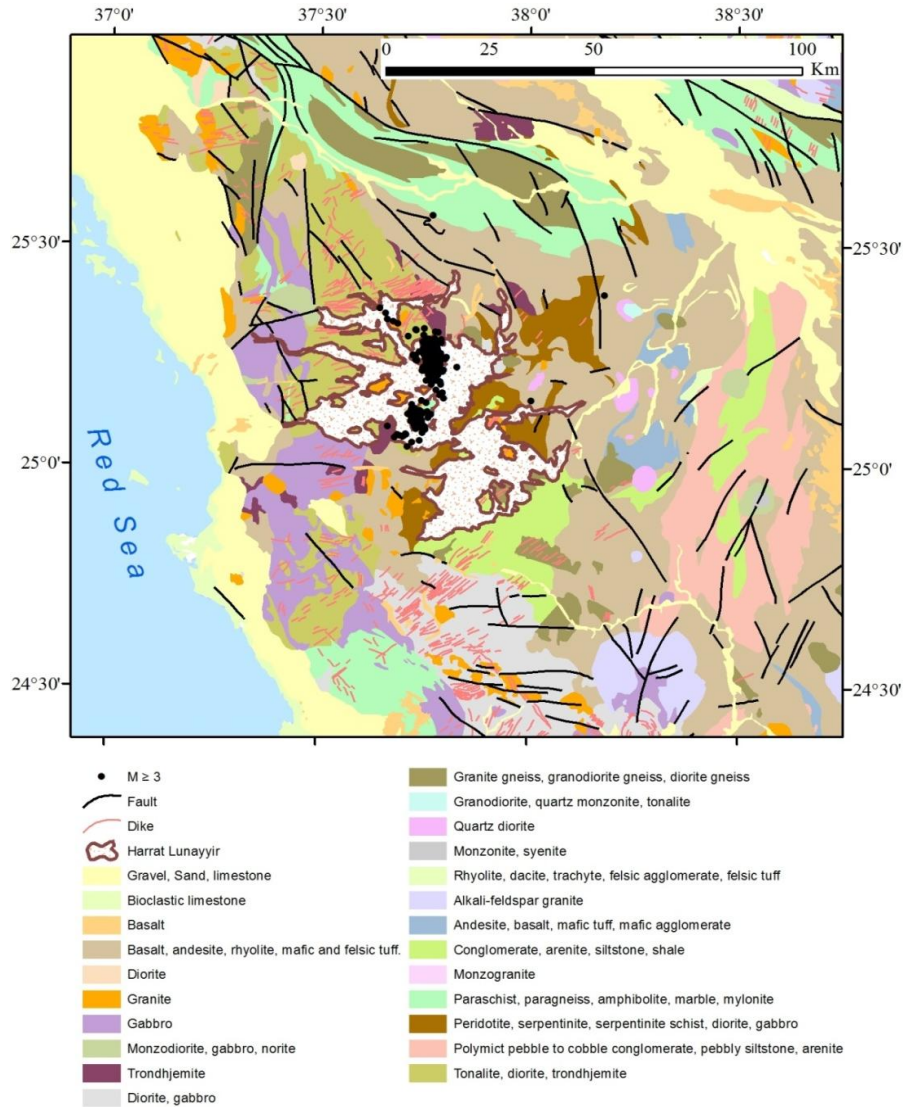 37°0' 37°30' 38°0' 38°30'
0 25 50 100
Km
25°30' 25°30'
25°0' 25°0'
Red Sea
24°30' 24°30'
M ≥ 3
Fault
Dike
Harrat Lunayyir
Gravel, Sand, limestone
Bioclastic limestone
Basalt
Basalt, andesite, rhyolite, mafic and felsic tuff.
Diorite
Granite
Gabbro
Monzodiorite, gabbro, norite
Trondhjemite
Diorite, gabbro
Granite gneiss, granodiorite gneiss, diorite gneiss
Granodiorite, quartz monzonite, tonalite
Quartz diorite
Monzonite, syenite
Rhyolite, dacite, trachyte, felsic agglomerate, felsic tuff
Alkali-feldspar granite
Andesite, basalt, mafic tuff, mafic agglomerate
Conglomerate, arenite, siltstone, shale
Monzogranite
Paraschist, paragneiss, amphibolite, marble, mylonite
Peridotite, serpentinite, serpentinite schist, diorite, gabbro
Polymict pebble to cobble conglomerate, pebbly siltstone, arenite
Tonalite, diorite, trondhjemite